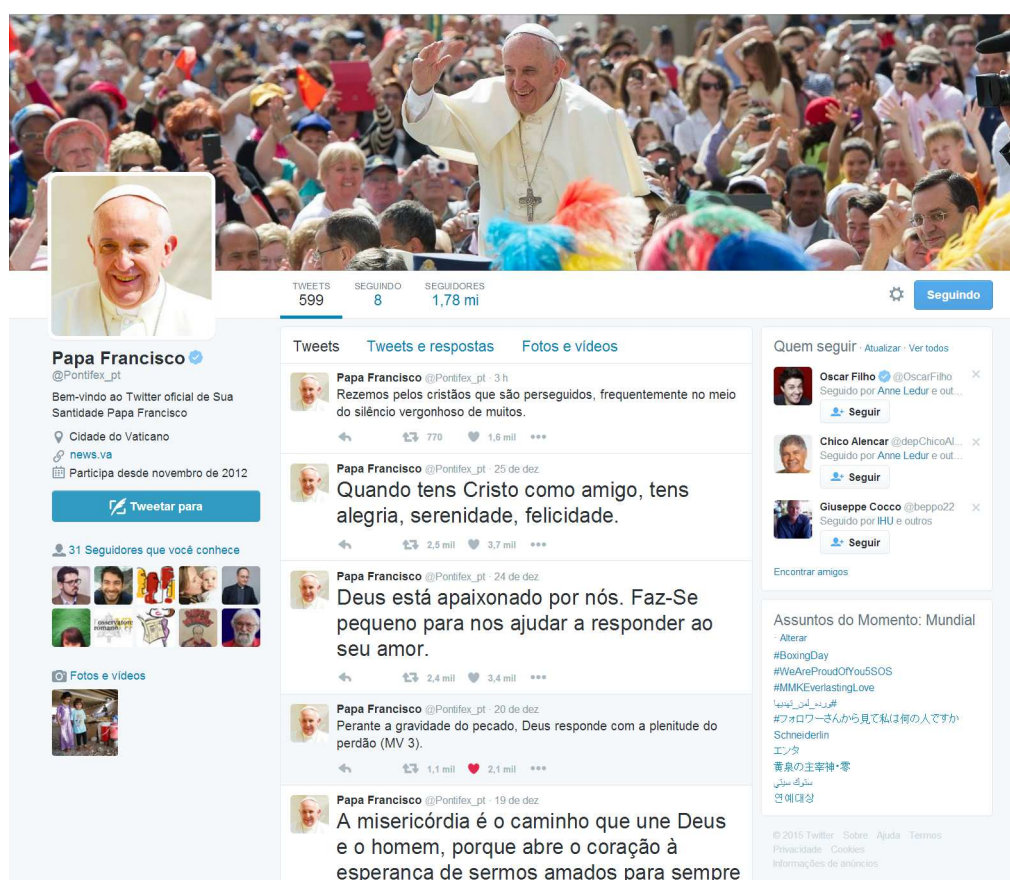 TWEETS
599
SEGUINDO
8
SEGUIDORES
1,78 mi
Seguindo
Papa Francisco
@Pontifex_pt
Bem-vindo ao Twitter oficial de Sua
Santidade Papa Francisco
Cidade do Vaticano
news.va
Participa desde novembro de 2012
Tweetar para
31 Seguidores que você conhece
osservatore
romano
Fotos e vídeos
Tweets
Tweets e respostas
Fotos e vídeos
Papa Francisco @Pontifex_pt · 3 h
Rezemos pelos cristãos que são perseguidos, frequentemente no meio
do silêncio vergonhoso de muitos.
770 1,6 mil
Papa Francisco @Pontifex_pt · 25 de dez
Quando tens Cristo como amigo, tens
alegria, serenidade, felicidade.
2,5 mil 3,7 mil
Papa Francisco @Pontifex_pt · 24 de dez
Deus está apaixonado por nós. Faz-Se
pequeno para nos ajudar a responder ao
seu amor.
2,4 mil 3,4 mil
Papa Francisco @Pontifex_pt · 20 de dez
Perante a gravidade do pecado, Deus responde com a plenitude do
perdão (MV 3).
1,1 mil 2,1 mil
Papa Francisco @Pontifex_pt · 19 de dez
A misericórdia é o caminho que une Deus
e o homem, porque abre o coração à
esperança de sermos amados para sempre
Quem seguir · Atualizar · Ver todos
Oscar Filho @OscarFilho
Seguido por Anne Ledur e out...
Seguir
Chico Alencar @depChicoAl...
Seguido por Anne Ledur e out...
Seguir
Giuseppe Cocco @beppo22
Seguido por IHU e outros
Seguir
Encontrar amigos
Assuntos do Momento: Mundial
· Alterar
#BoxingDay
#WeAreProudOfYou5SOS
#MMKEverlastingLove
#ورده_لمن_تهديها
#フォロワーさんから見て私は何の人ですか
Schneiderlin
エンタ
黄泉の主宰神・零
ستوك سيتي
연예대상
© 2015 Twitter Sobre Ajuda Termos
Privacidade Cookies
Informações de anúncios